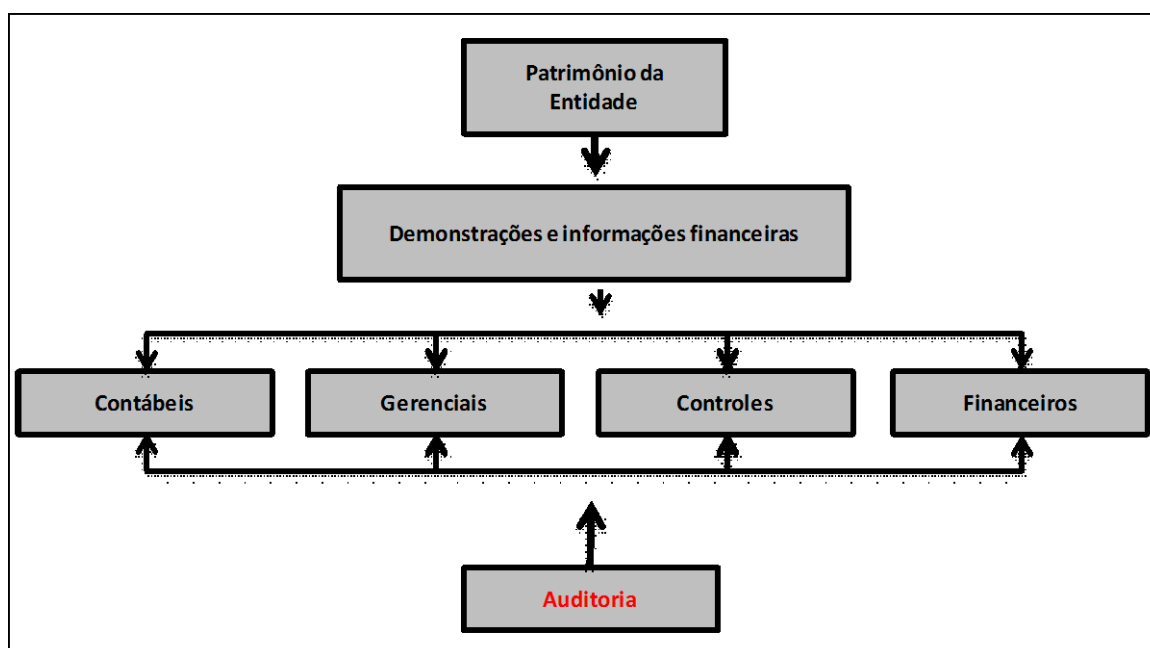 Patrimônio da
Entidade
Demonstrações e informações financeiras
Contábeis
Gerenciais
Controles
Financeiros
Auditoria